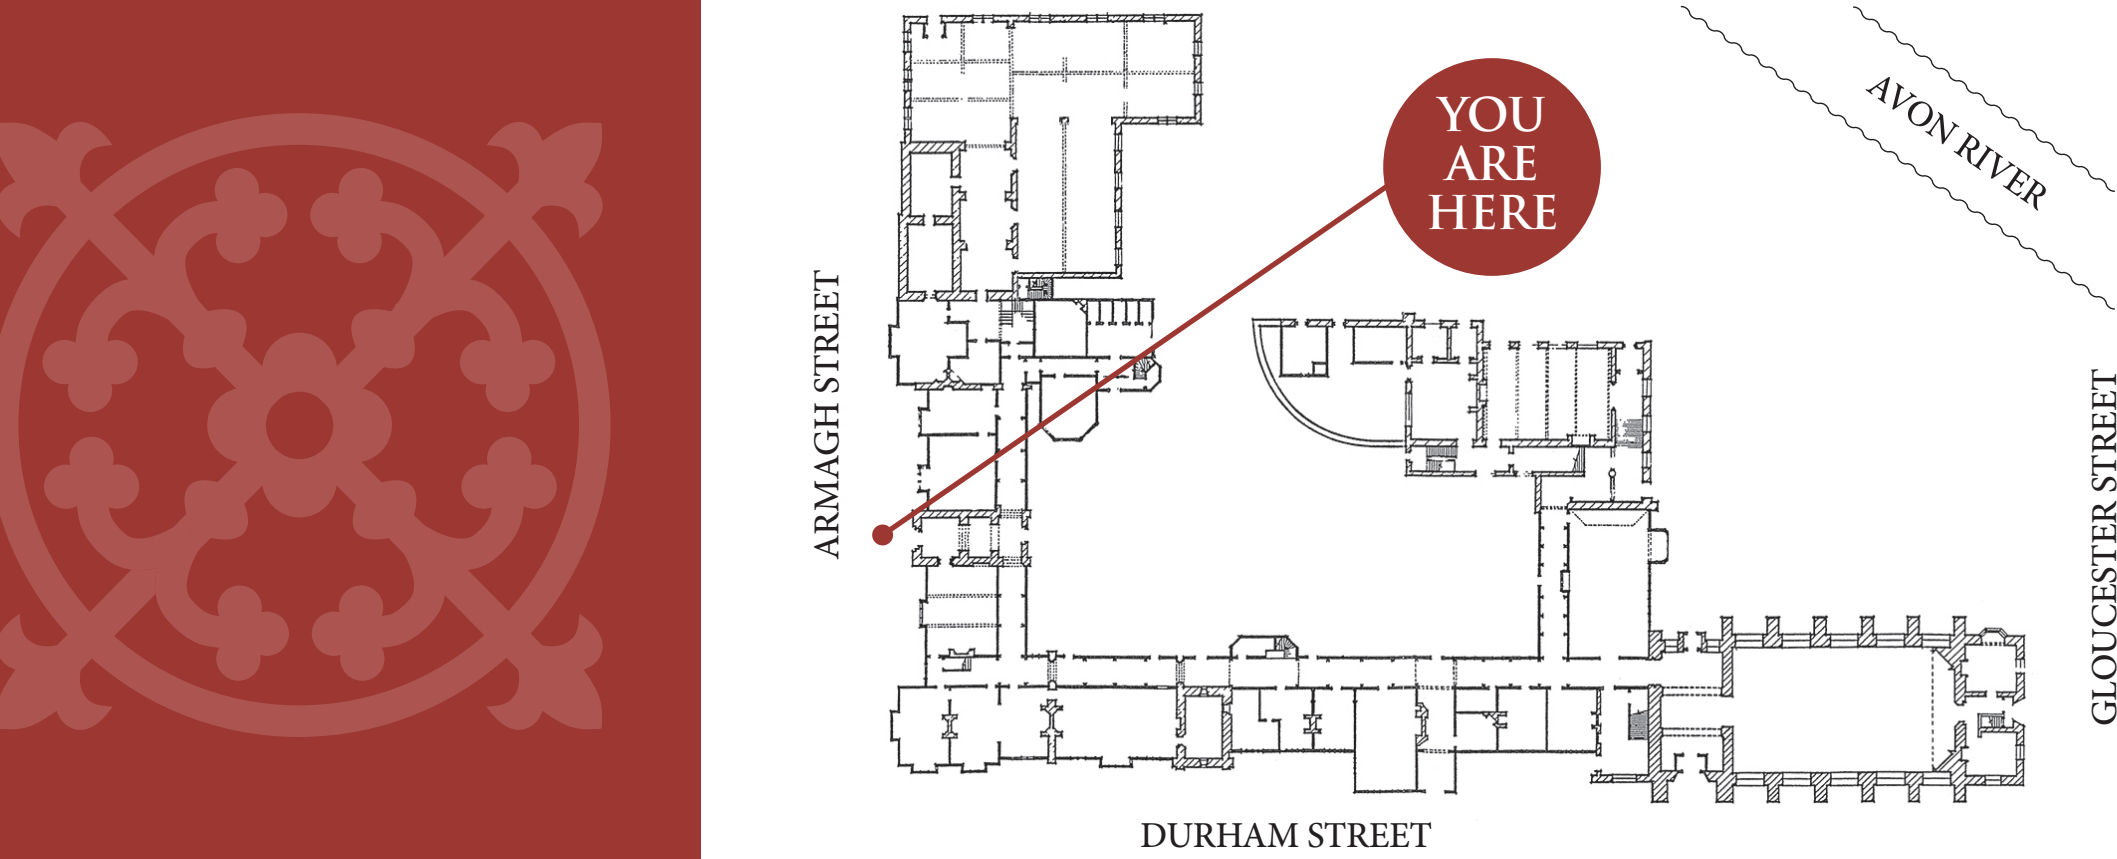 YOU
ARE
HERE
AVON RIVER
ARMAGH STREET
GLOUCESTER STREET
DURHAM STREET